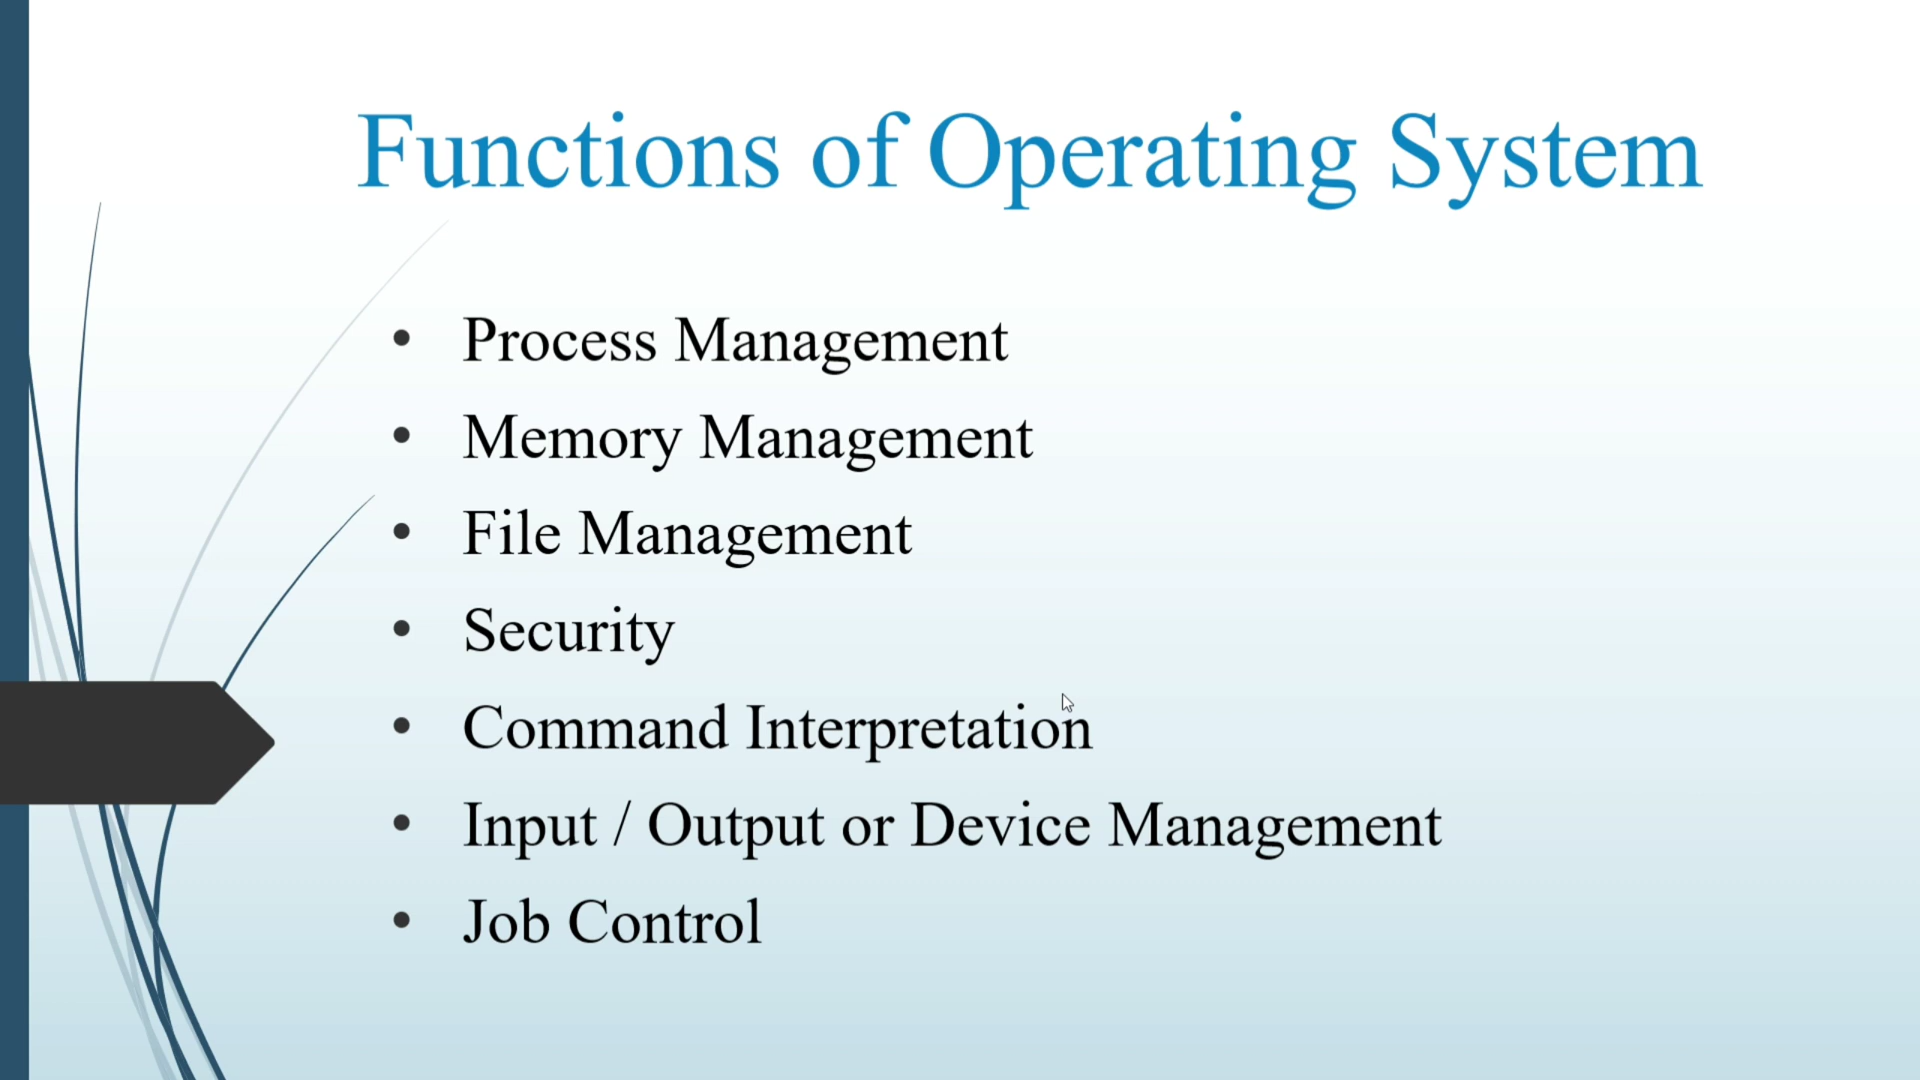 Functions of Operating System
• Process Management
• Memory Management
• File Management
• Security
• Command Interpretation
• Input / Output or Device Management
• Job Control